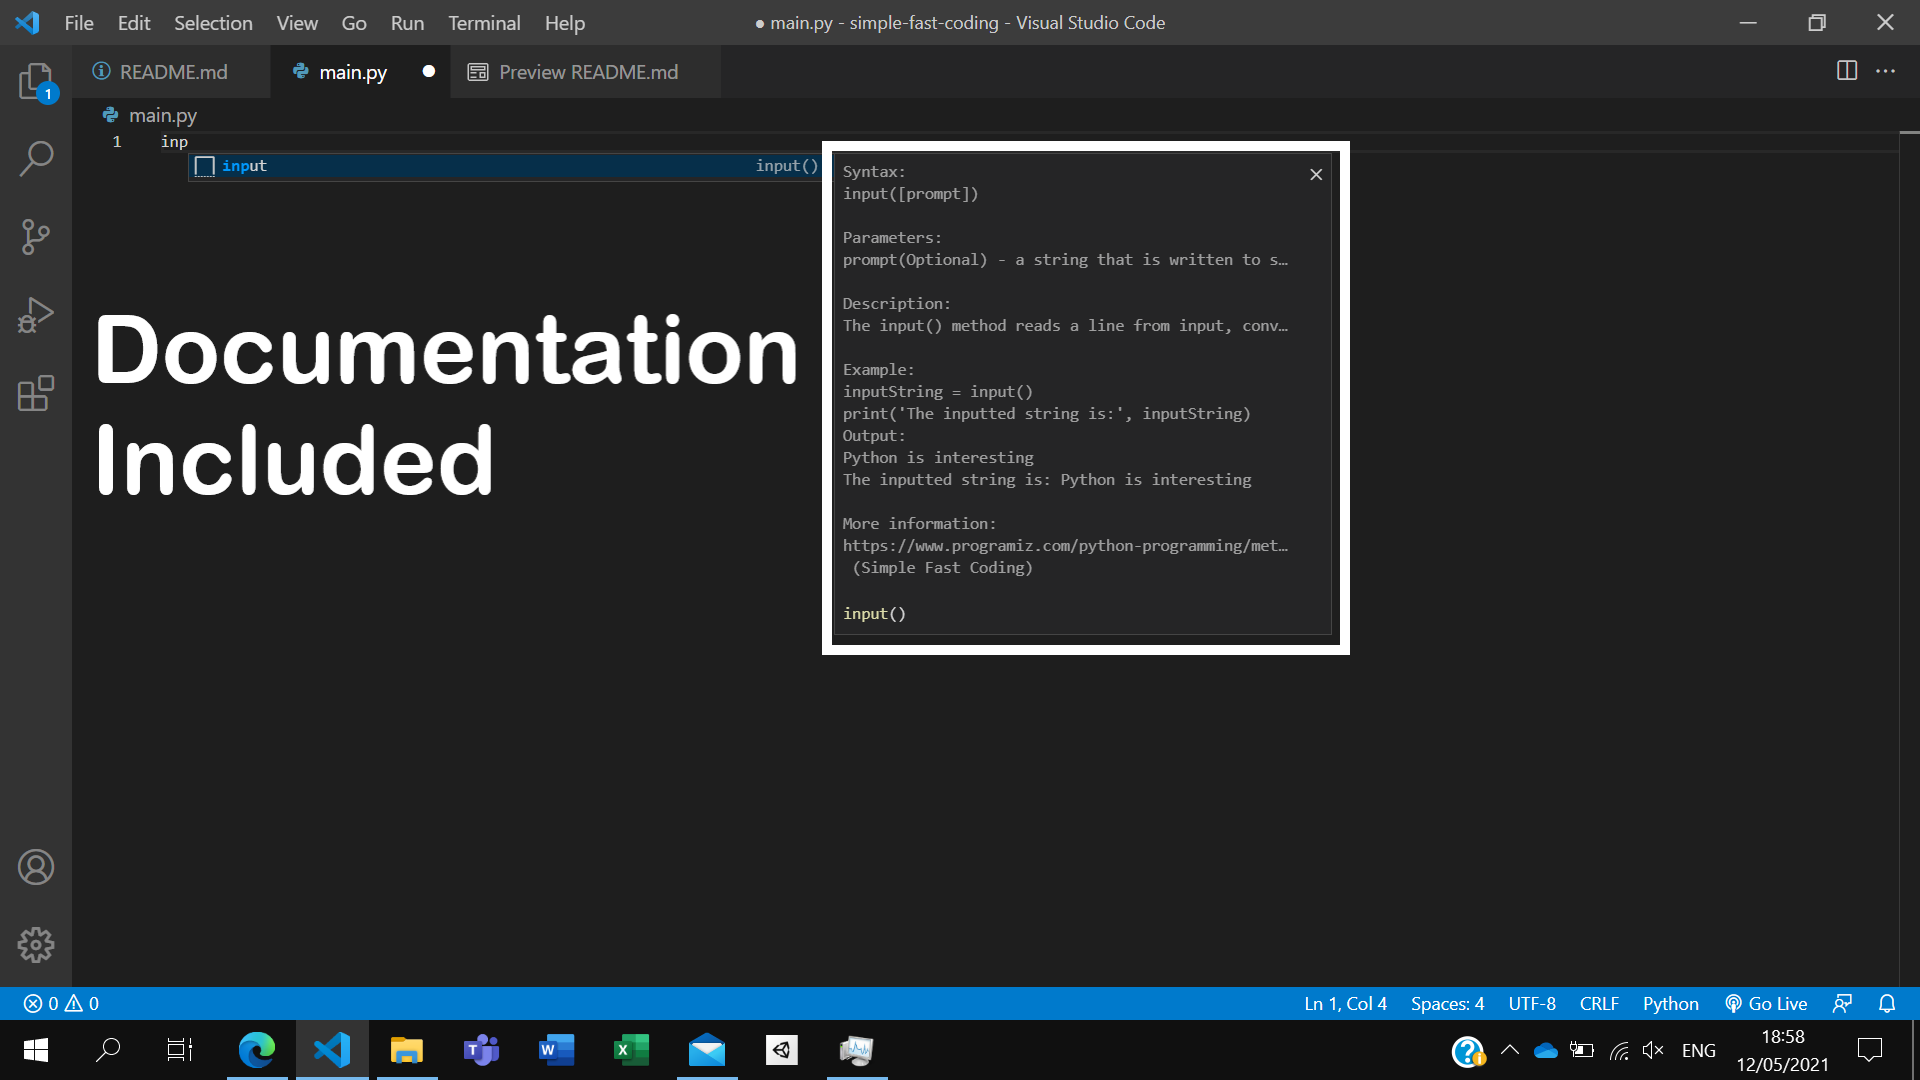 File Edit Selection View Go Run Terminal Help
● main.py - simple-fast-coding - Visual Studio Code
README.md
main.py
Preview README.md
1
main.py
1 inp
input input()
Syntax:
input([prompt])
Parameters:
prompt(Optional) - a string that is written to s…
Description:
The input() method reads a line from input, conv…
Example:
inputString = input()
print('The inputted string is:', inputString)
Output:
Python is interesting
The inputted string is: Python is interesting
More information:
https://www.programiz.com/python-programming/met…
(Simple Fast Coding)
input()
Documentation
Included
0 0
Ln 1, Col 4 Spaces: 4 UTF-8 CRLF Python Go Live
ENG
18:58
12/05/2021